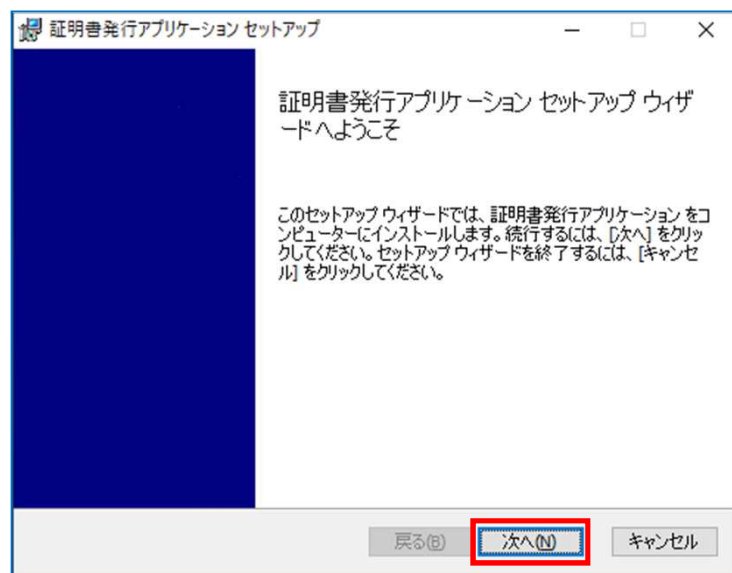 証明書発行アプリケーション セットアップ
証明書発行アプリケーション セットアップ ウィザ
ードへようこそ
このセットアップ ウィザードでは、証明書発行アプリケーション をコ
ンピューターにインストールします。続行するには、[次へ] をクリッ
クしてください。セットアップ ウィザードを終了するには、[キャンセ
ル] をクリックしてください。
戻る(B) 次へ(N) キャンセル